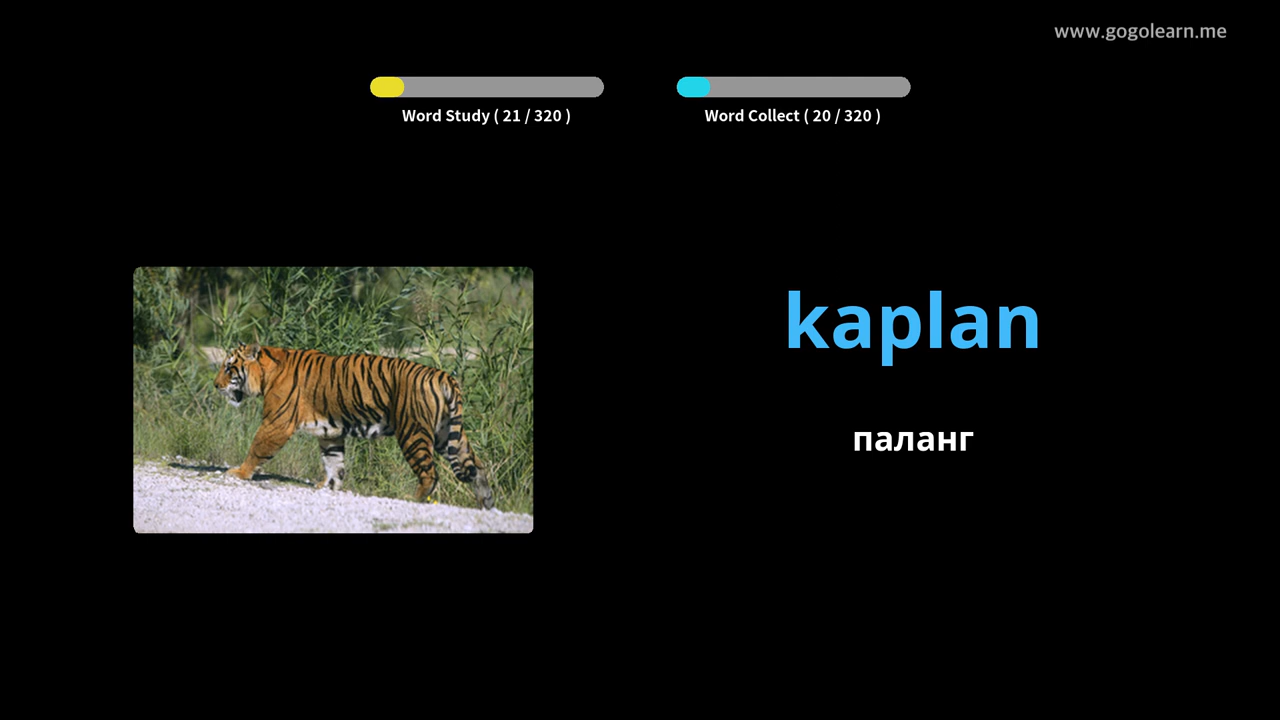 www.gogolearn.me
Word Study ( 21 / 320 )
Word Collect ( 20 / 320 )
kaplan
паланг